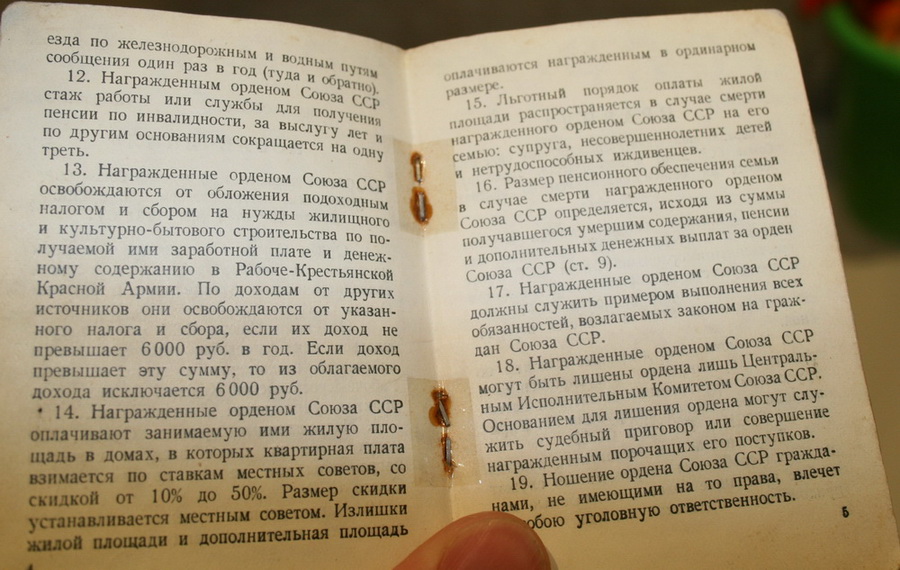 езда по железнодорожным и водным путям
сообщения один раз в год (туда и обратно).
12. Награжденным орденом Союза ССР
стаж работы или службы для получения
пенсии по инвалидности, за выслугу лет и
по другим основаниям сокращается на одну
треть.
13. Награжденные орденом Союза ССР
освобождаются от обложения подоходным
налогом и сбором на нужды жилищного
и культурно-бытового строительства по по-
лучаемой ими заработной плате и денеж-
ному содержанию в Рабоче-Крестьянской
Красной Армии. По доходам от других
источников они освобождаются от указан-
ного налога и сбора, если их доход не
превышает 6 000 руб. в год. Если доход
превышает эту сумму, то из облагаемого
дохода исключается 6 000 руб.
14. Награжденные орденом Союза ССР
оплачивают занимаемую ими жилую пло-
щадь в домах, в которых квартирная плата
взимается по ставкам местных советов, со
скидкой от 10% до 50%. Размер скидки
устанавливается местным советом. Излишки
жилой площади и дополнительная площадь
оплачиваются награжденным в ординарном
размере.
15. Льготный порядок оплаты жилой
площади распространяется в случае смерти
награжденного орденом Союза ССР на его
семью: супруга, несовершеннолетних детей
и нетрудоспособных иждивенцев.
16. Размер пенсионного обеспечения семьи
в случае смерти награжденного орденом
Союза ССР определяется, исходя из суммы
получавшегося умершим содержания, пенсии
и дополнительных денежных выплат за орден
Союза ССР (ст. 9).
17. Награжденные орденом Союза ССР
должны служить примером выполнения всех
обязанностей, возлагаемых законом на граж-
дан Союза ССР.
18. Награжденные орденом Союза ССР
могут быть лишены ордена лишь Централь-
ным Исполнительным Комитетом Союза ССР.
Основанием для лишения ордена могут слу-
жить судебный приговор или совершение
награжденным порочащих его поступков.
19. Ношение ордена Союза ССР гражда-
нами, не имеющими на то права, влечет
собою уголовную ответственность.
5